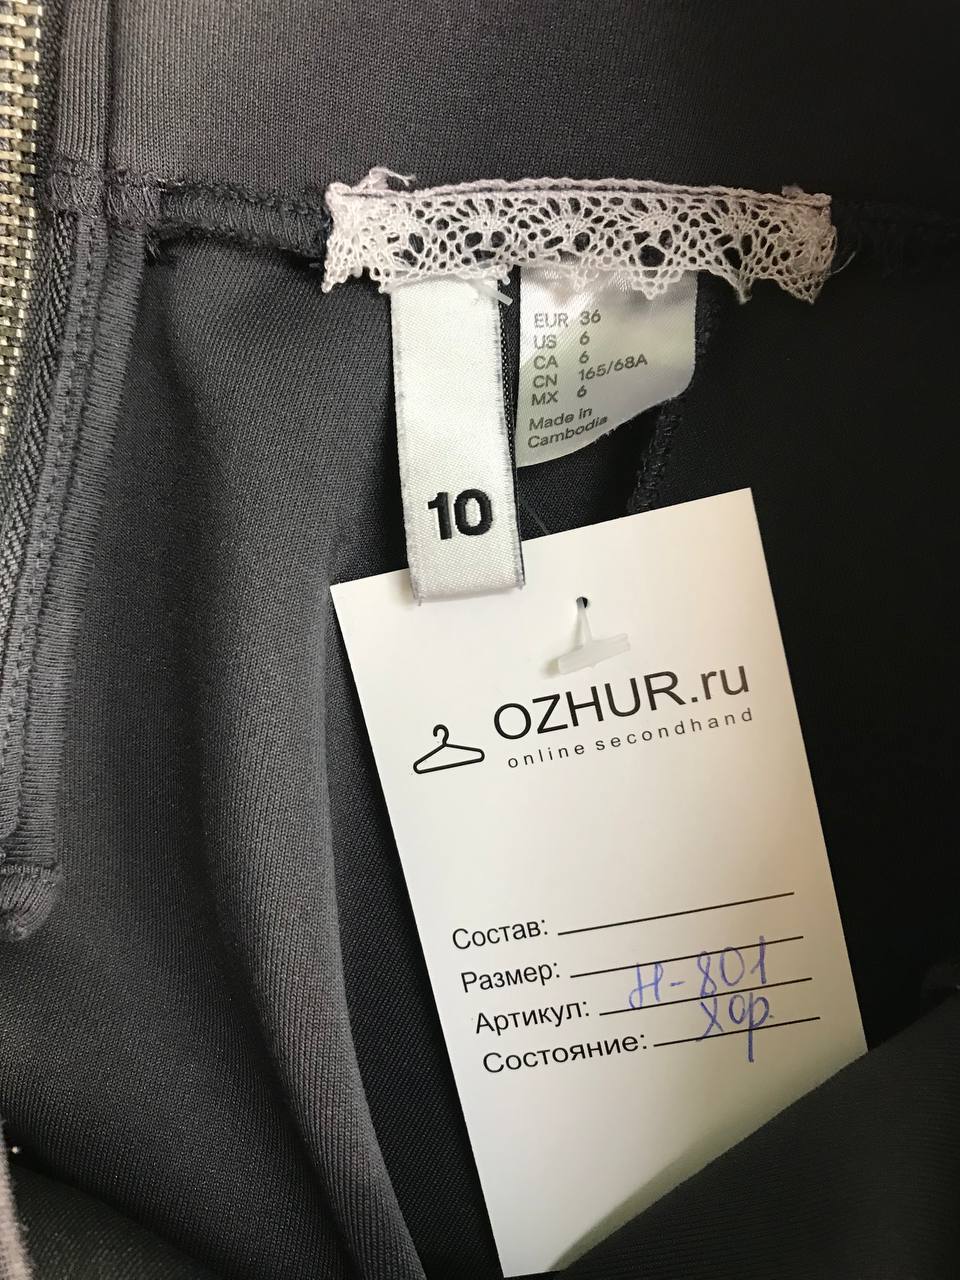 EUR 36
US 6
CA 6
CN 165/68A
MX 6
Made in
Cambodia
10
OZHUR.ru
online secondhand
Состав:
Размер:
Артикул: Н-801
Состояние: хор.